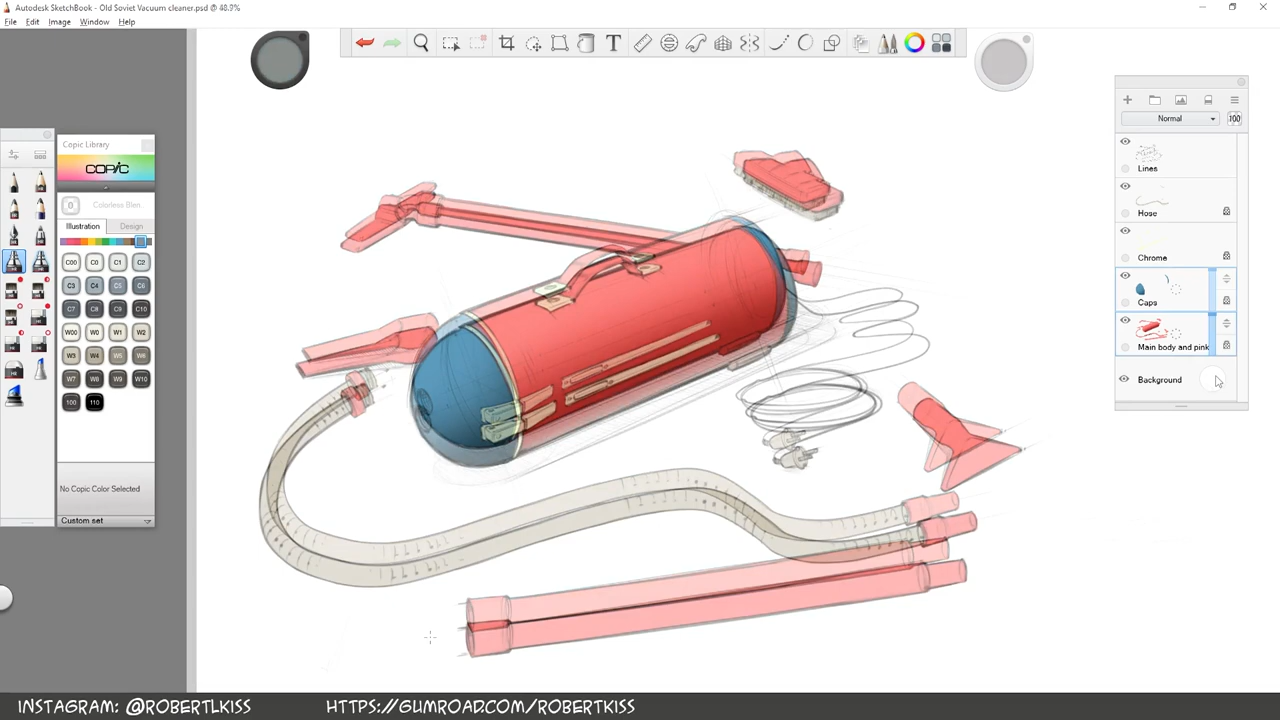 Autodesk SketchBook - Old Soviet Vacuum cleaner.psd @ 48.9%
File Edit Image Window Help
Copic Library
COPIC
0 Colorless Blen...
Illustration Design
C00 C0 C1 C2
C3 C4 C5 C6
C7 C8 C9 C10
W00 W0 W1 W2
W3 W4 W5 W6
W7 W8 W9 W10
100 110
No Copic Color Selected
Custom set
T
Normal 100
Lines
Hose
Chrome
Caps
Main body and pink
Background
INSTAGRAM: @ROBERTLKISS HTTPS://GUMROAD.COM/ROBERTKISS